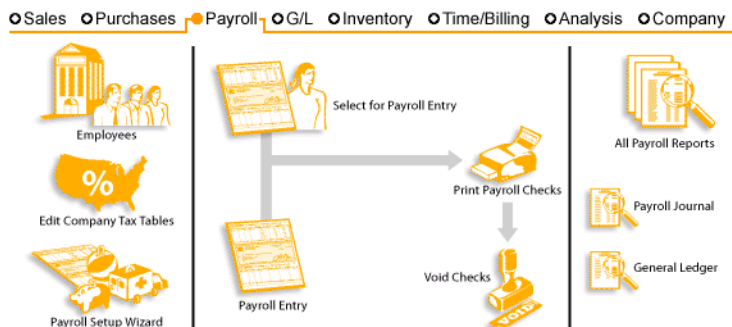 Sales Purchases Payroll G/L Inventory Time/Billing Analysis Company
Employees
Edit Company Tax Tables
%
Payroll Setup Wizard
Select for Payroll Entry
Payroll Entry
Print Payroll Checks
Void Checks
VOID
All Payroll Reports
Payroll Journal
General Ledger